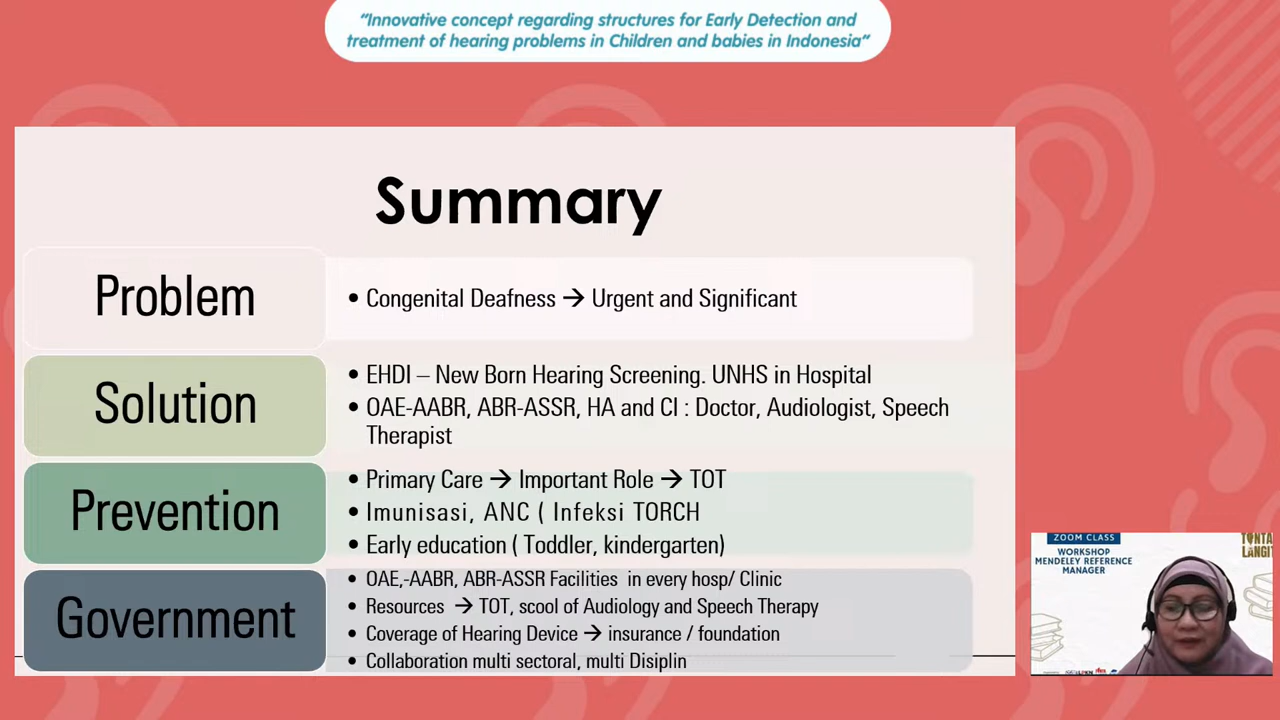 “Innovative concept regarding structures for Early Detection and
treatment of hearing problems in Children and babies in Indonesia”
Summary
Problem
• Congenital Deafness → Urgent and Significant
Solution
• EHDI – New Born Hearing Screening. UNHS in Hospital
• OAE-AABR, ABR-ASSR, HA and CI : Doctor, Audiologist, Speech
Therapist
Prevention
• Primary Care → Important Role → TOT
• Imunisasi, ANC ( Infeksi TORCH
• Early education ( Toddler, kindergarten)
Government
• OAE,-AABR, ABR-ASSR Facilities in every hosp/ Clinic
• Resources → TOT, scool of Audiology and Speech Therapy
• Coverage of Hearing Device → insurance / foundation
• Collaboration multi sectoral, multi Disiplin
ZOOM CLASS
WORKSHOP
MENDELEY REFERENCE
MANAGER